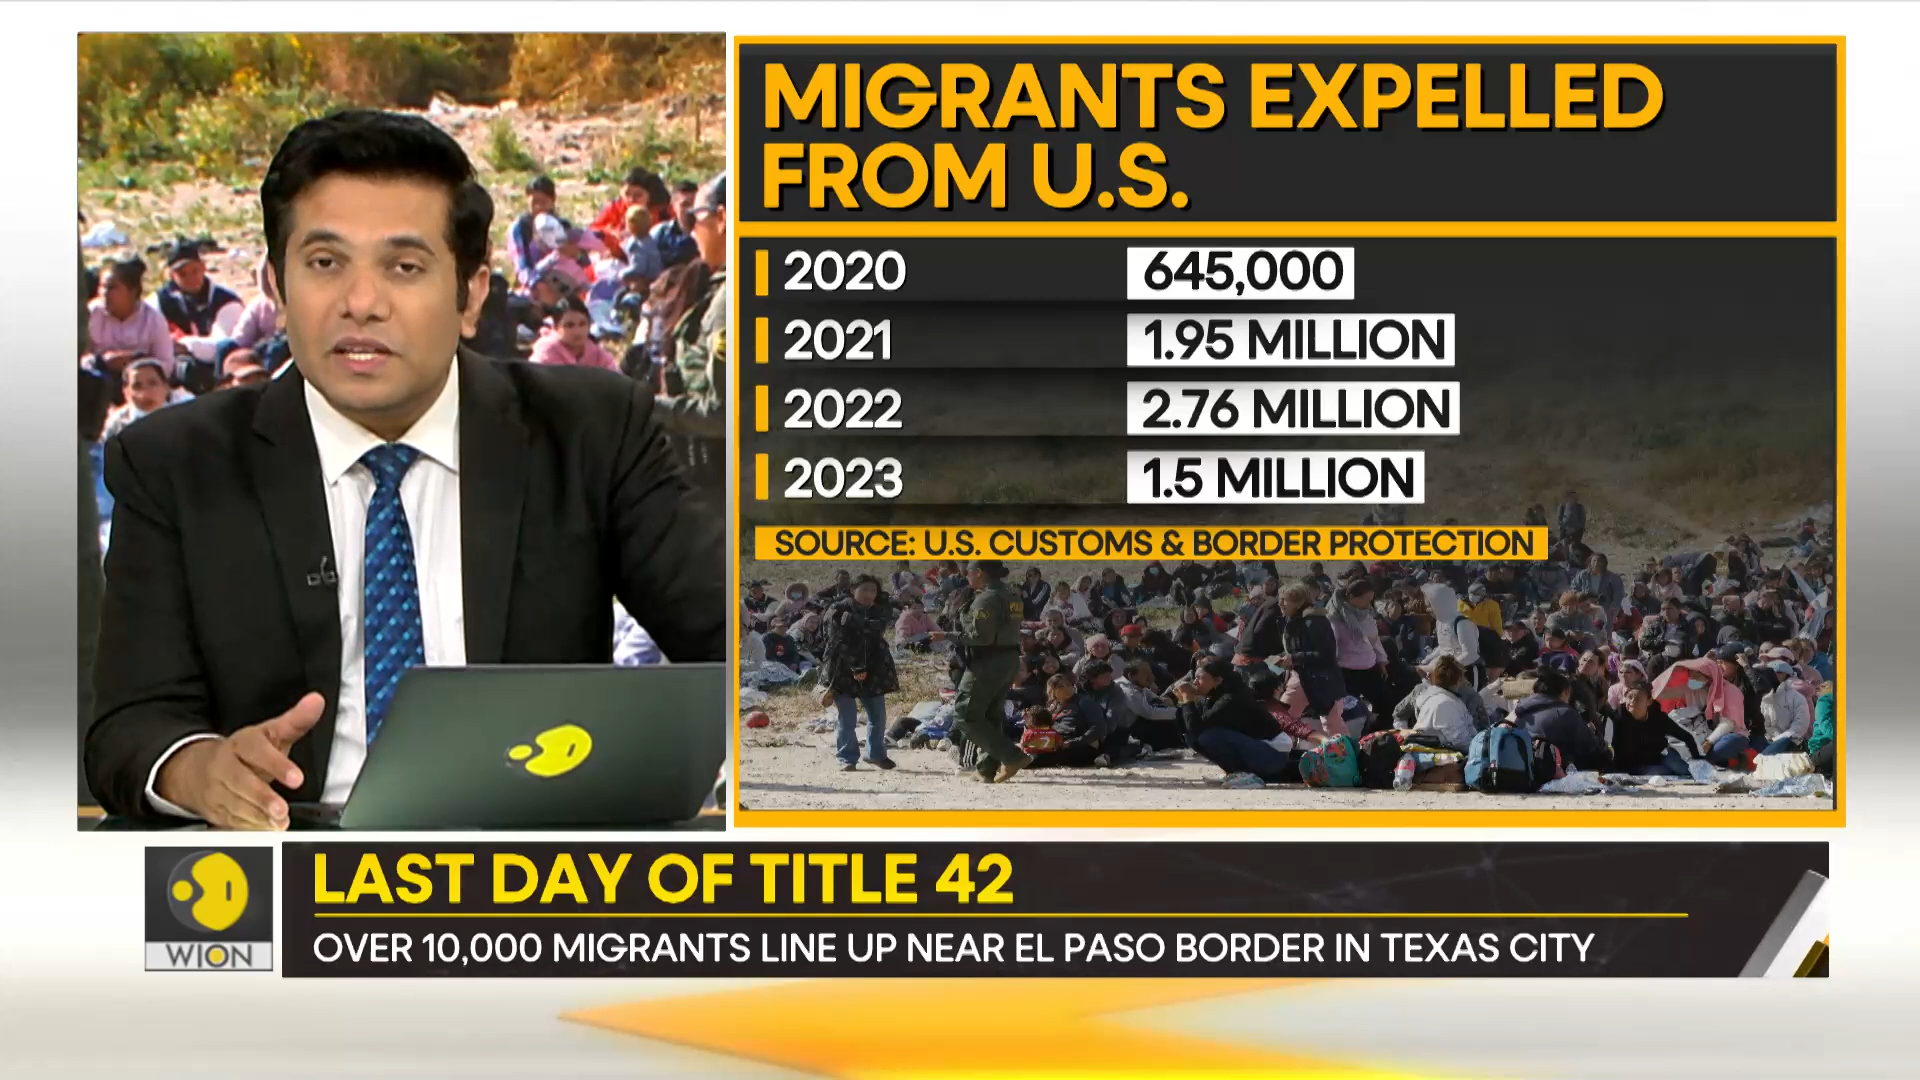 MIGRANTS EXPELLED
FROM U.S.
2020 645,000
2021 1.95 MILLION
2022 2.76 MILLION
2023 1.5 MILLION
SOURCE: U.S. CUSTOMS & BORDER PROTECTION
LAST DAY OF TITLE 42
OVER 10,000 MIGRANTS LINE UP NEAR EL PASO BORDER IN TEXAS CITY
WION